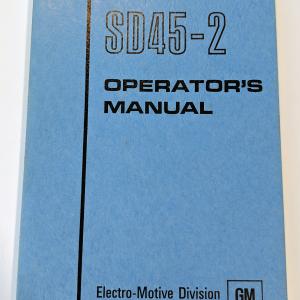 SD45-2
OPERATOR'S
MANUAL
Electro-Motive Division GM